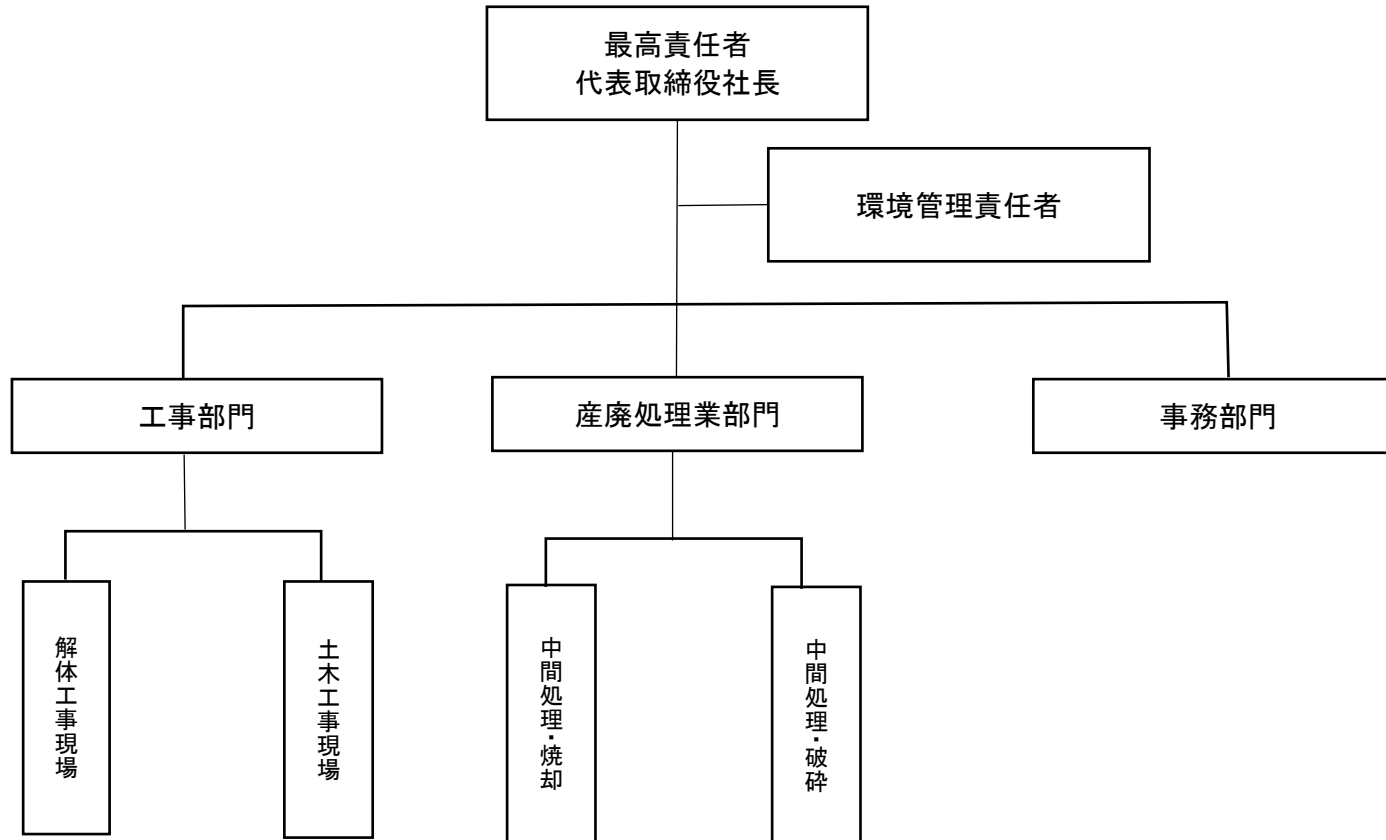 最高責任者
代表取締役社長
環境管理責任者
工事部門
産廃処理業部門
事務部門
解体工事現場
土木工事現場
中間処理・焼却
中間処理・破砕